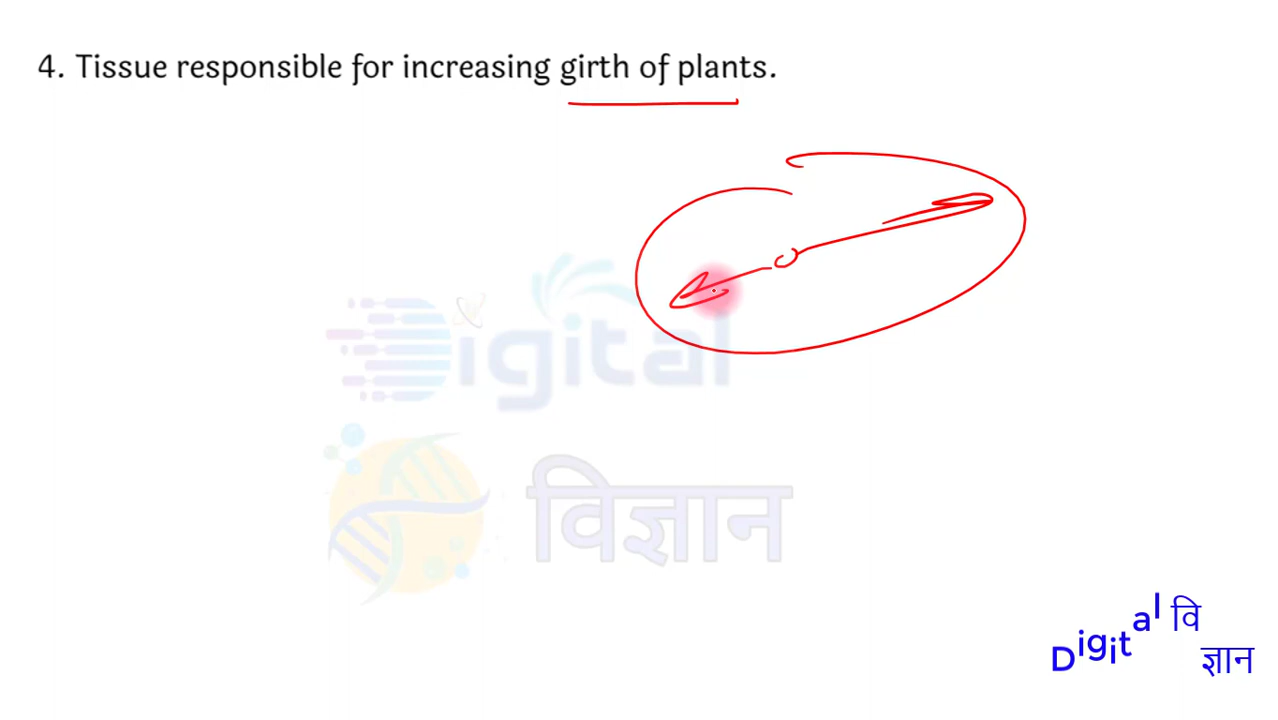 4. Tissue responsible for increasing girth of plants.
Digital
विज्ञान
Digital वि
ज्ञान